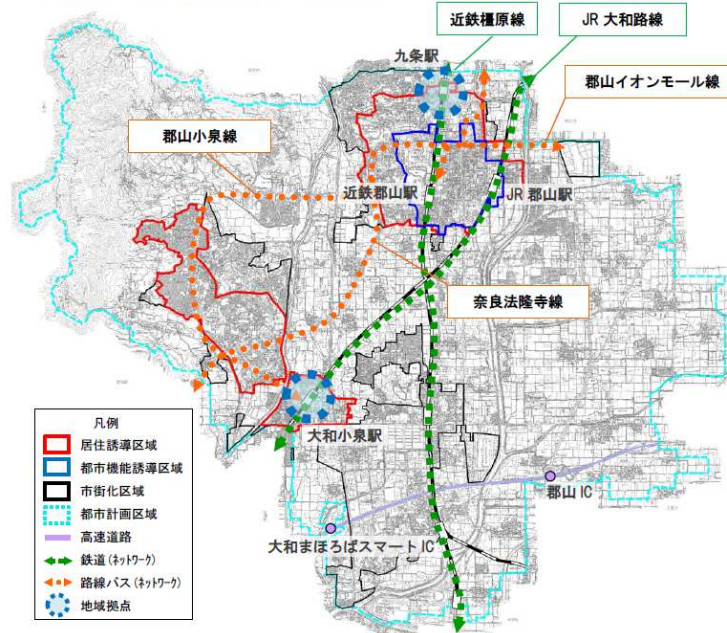 近鉄橿原線
JR 大和路線
九条駅
郡山イオンモール線
郡山小泉線
近鉄郡山駅
JR 郡山駅
奈良法隆寺線
大和小泉駅
郡山 IC
大和まほろばスマート IC
凡例
居住誘導区域
都市機能誘導区域
市街化区域
都市計画区域
高速道路
鉄道(ネットワーク)
路線バス(ネットワーク)
地域拠点